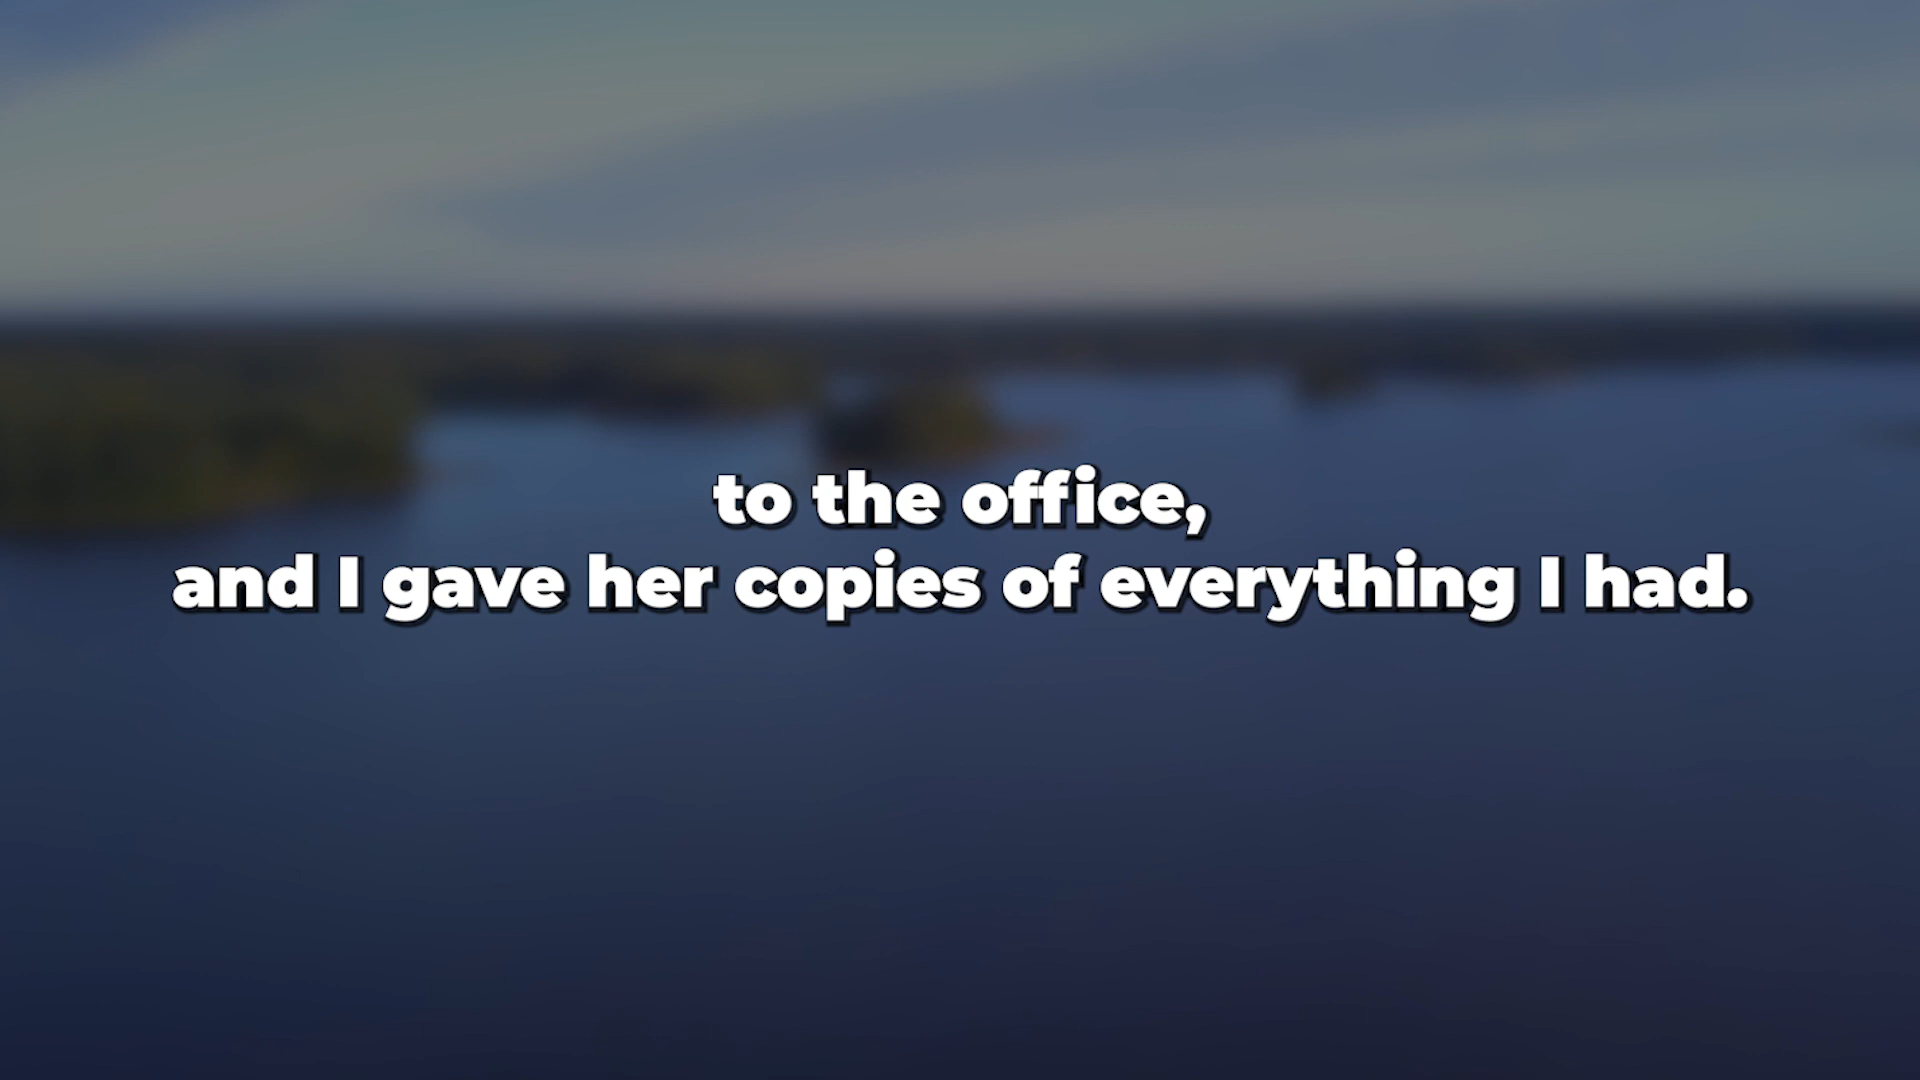 to the office,
and I gave her copies of everything I had.